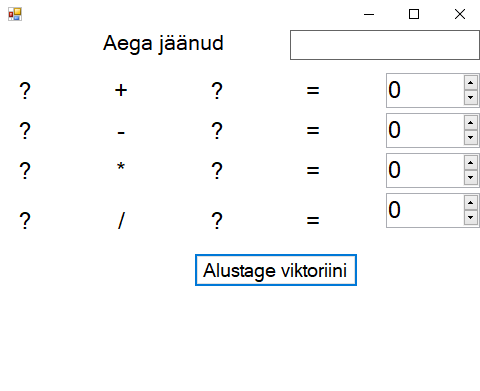 Aega jäänud
? + ? = 0
? - ? = 0
? * ? = 0
? / ? = 0
Alustage viktoriini